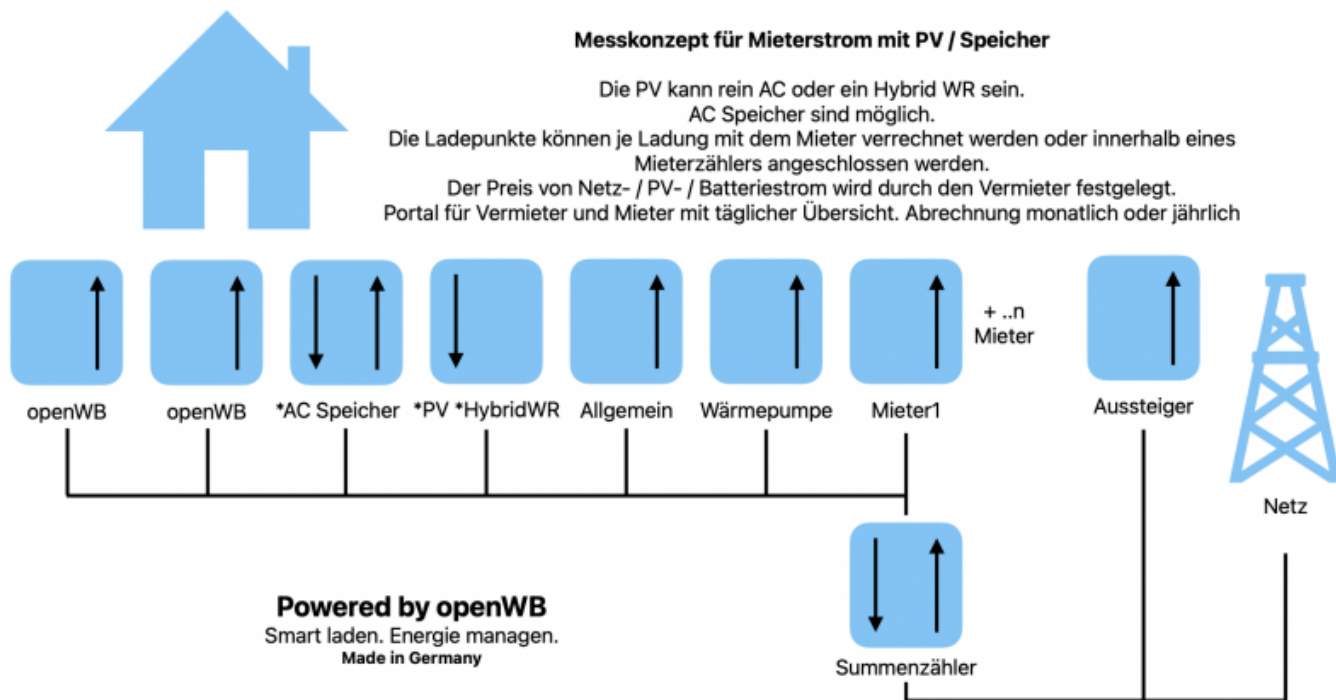 Messkonzept für Mieterstrom mit PV / Speicher
Die PV kann rein AC oder ein Hybrid WR sein.
AC Speicher sind möglich.
Die Ladepunkte können je Ladung mit dem Mieter verrechnet werden oder innerhalb eines
Mieterzählers angeschlossen werden.
Der Preis von Netz- / PV- / Batteriestrom wird durch den Vermieter festgelegt.
Portal für Vermieter und Mieter mit täglicher Übersicht. Abrechnung monatlich oder jährlich
+ ..n
Mieter
openWB
openWB
*AC Speicher
*PV *HybridWR
Allgemein
Wärmepumpe
Mieter1
Aussteiger
Netz
Powered by openWB
Smart laden. Energie managen.
Made in Germany
Summenzähler